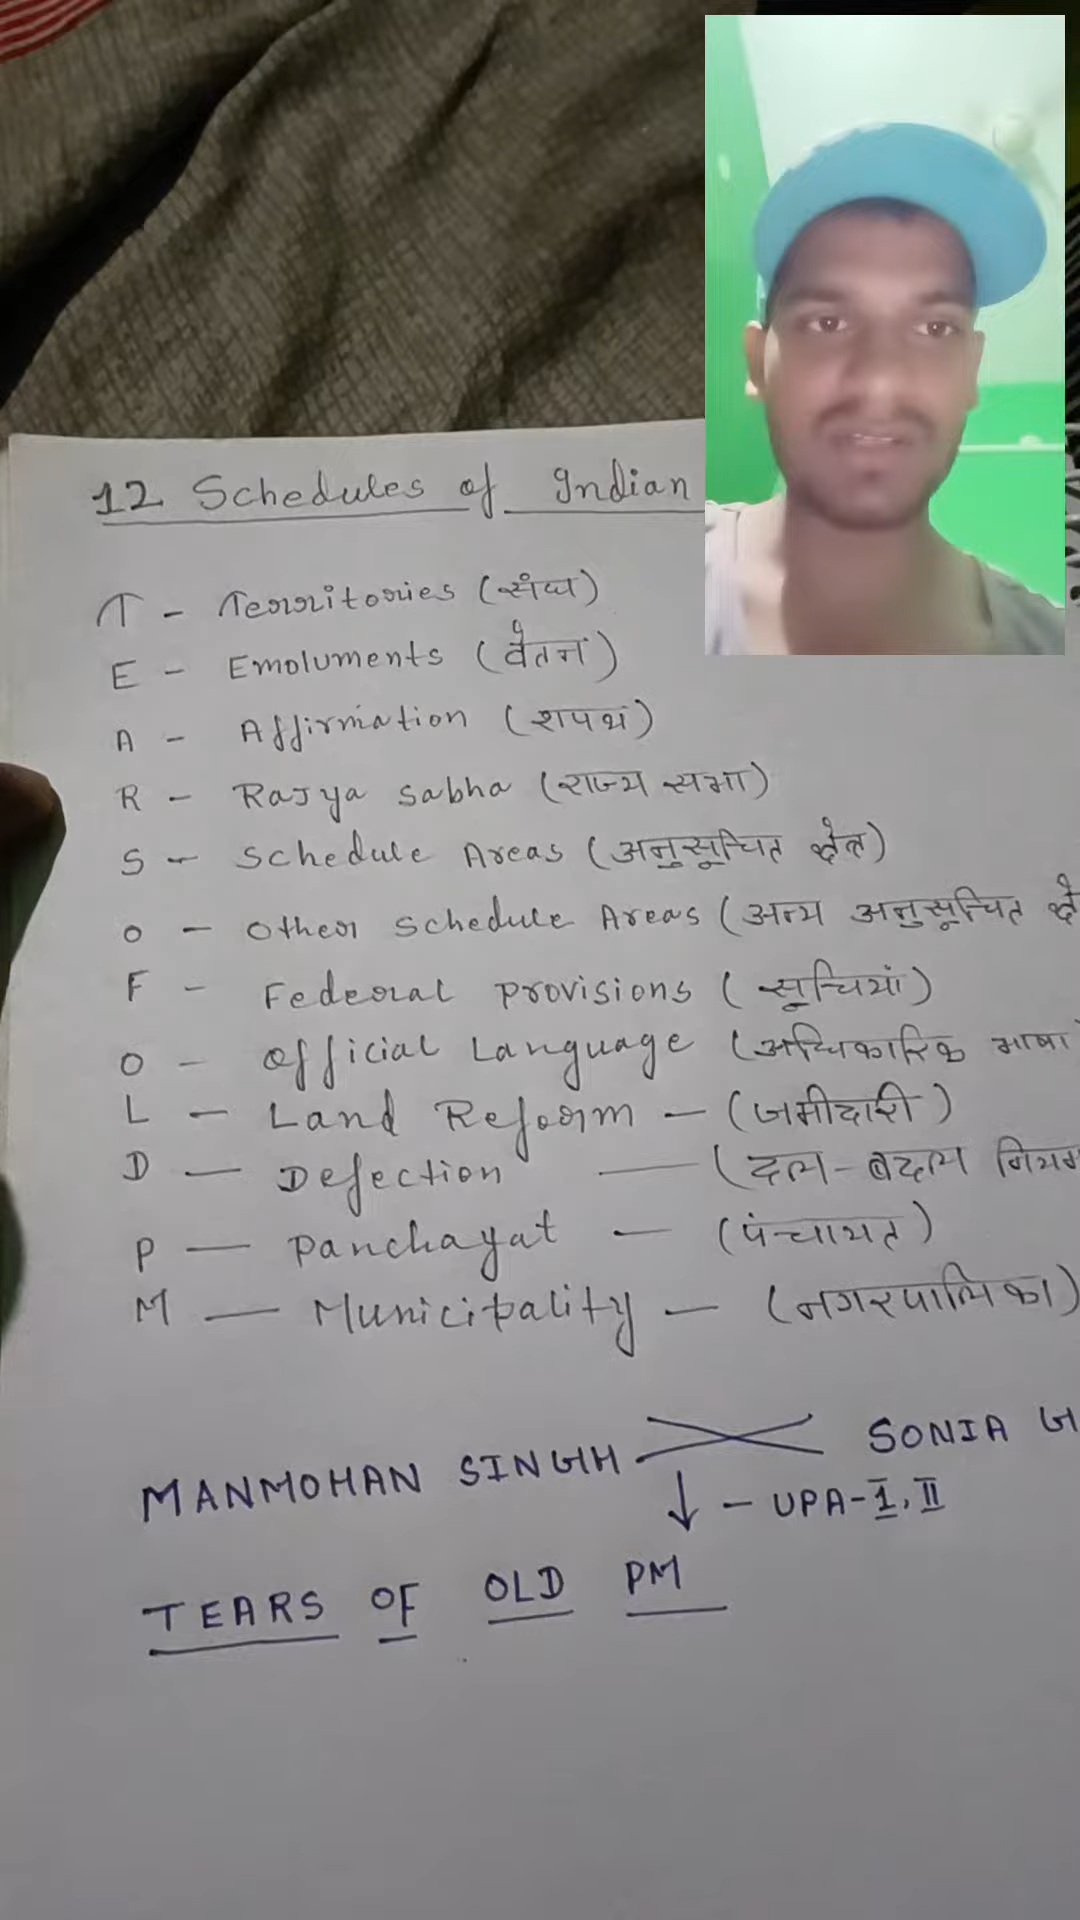 12 Schedules of Indian
T - Territories (संघ)
E - Emoluments (वेतन)
A - Affirmation (शपथ)
R - Rajya Sabha (राज्य सभा)
S - Schedule Areas (अनुसूचित क्षेत्र)
O - Other Schedule Areas (अन्य अनुसूचित क्षे
F - Federal Provisions (सूचियां)
O - Official Language (अधिकारिक भाषा)
L - Land Reform - (जमीदारी)
D - Defection - (दल-बदल नियम
P - Panchayat - (पंचायत)
M - Municipality - (नगरपालिका)
MANMOHAN SINGH SONIA G
↓ - UPA-I, II
TEARS OF OLD PM